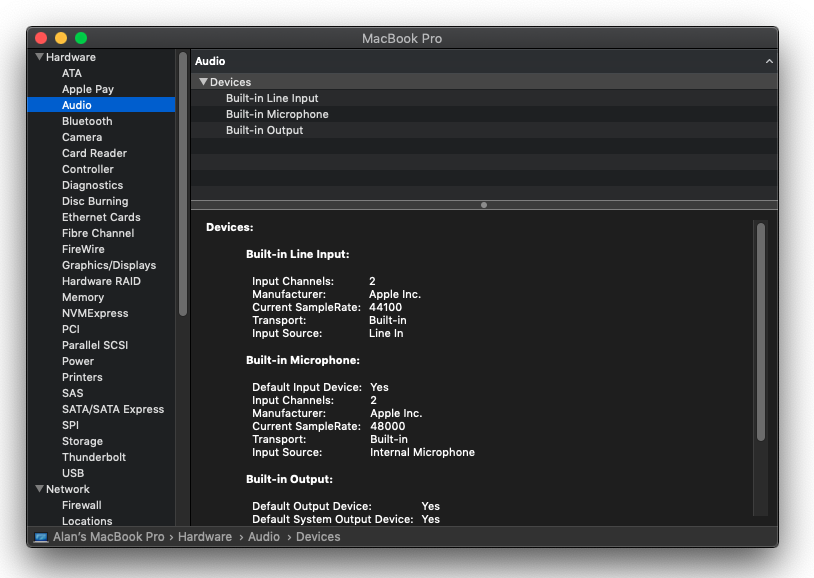 MacBook Pro
Hardware
ATA
Apple Pay
Audio
Bluetooth
Camera
Card Reader
Controller
Diagnostics
Disc Burning
Ethernet Cards
Fibre Channel
FireWire
Graphics/Displays
Hardware RAID
Memory
NVMExpress
PCI
Parallel SCSI
Power
Printers
SAS
SATA/SATA Express
SPI
Storage
Thunderbolt
USB
Network
Firewall
Locations
Audio
Devices
Built-in Line Input
Built-in Microphone
Built-in Output
Devices:
Built-in Line Input:
Input Channels: 2
Manufacturer: Apple Inc.
Current SampleRate: 44100
Transport: Built-in
Input Source: Line In
Built-in Microphone:
Default Input Device: Yes
Input Channels: 2
Manufacturer: Apple Inc.
Current SampleRate: 48000
Transport: Built-in
Input Source: Internal Microphone
Built-in Output:
Default Output Device: Yes
Default System Output Device: Yes
Alan's MacBook Pro › Hardware › Audio › Devices